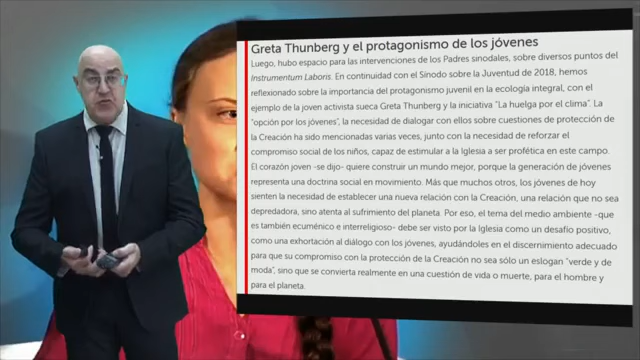 Greta Thunberg y el protagonismo de los jóvenes
Luego, hubo espacio para las intervenciones de los Padres sinodales, sobre diversos puntos del
Instrumentum Laboris. En continuidad con el Sínodo sobre la Juventud de 2018, hemos
reflexionado sobre la importancia del protagonismo juvenil en la ecología integral, con el
ejemplo de la joven activista sueca Greta Thunberg y la iniciativa "La huelga por el clima". La
"opción por los jóvenes", la necesidad de dialogar con ellos sobre cuestiones de protección de
la Creación ha sido mencionadas varias veces, junto con la necesidad de reforzar el
compromiso social de los niños, capaz de estimular a la Iglesia a ser profética en este campo.
El corazón joven -se dijo- quiere construir un mundo mejor, porque la generación de jóvenes
representa una doctrina social en movimiento. Más que muchos otros, los jóvenes de hoy
sienten la necesidad de establecer una nueva relación con la Creación, una relación que no sea
depredadora, sino atenta al sufrimiento del planeta. Por eso, el tema del medio ambiente -que
es también ecuménico e interreligioso- debe ser visto por la Iglesia como un desafío positivo,
como una exhortación al diálogo con los jóvenes, ayudándoles en el discernimiento adecuado
para que su compromiso con la protección de la Creación no sea sólo un eslogan "verde y de
moda", sino que se convierta realmente en una cuestión de vida o muerte, para el hombre y
para el planeta.